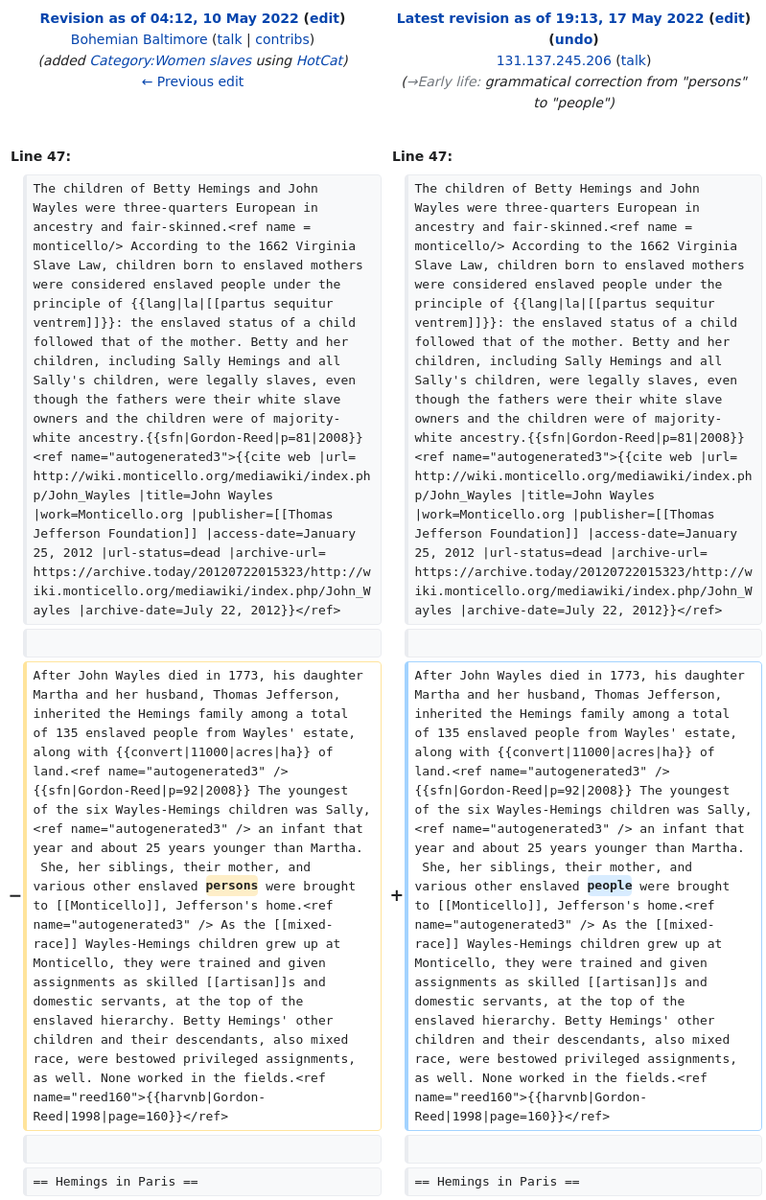 Revision as of 04:12, 10 May 2022 (edit)
Bohemian Baltimore (talk | contribs)
(added Category:Women slaves using HotCat)
← Previous edit
Latest revision as of 19:13, 17 May 2022 (edit)
(undo)
131.137.245.206 (talk)
(→Early life: grammatical correction from "persons"
to "people")
Line 47:
The children of Betty Hemings and John
Wayles were three-quarters European in
ancestry and fair-skinned.<ref name =
monticello/> According to the 1662 Virginia
Slave Law, children born to enslaved mothers
were considered enslaved people under the
principle of {{lang|la|[[partus sequitur
ventrem]]}}: the enslaved status of a child
followed that of the mother. Betty and her
children, including Sally Hemings and all
Sally's children, were legally slaves, even
though the fathers were their white slave
owners and the children were of majority-
white ancestry.{{sfn|Gordon-Reed|p=81|2008}}
<ref name="autogenerated3">{{cite web |url=
http://wiki.monticello.org/mediawiki/index.ph
p/John_Wayles |title=John Wayles
|work=Monticello.org |publisher=[[Thomas
Jefferson Foundation]] |access-date=January
25, 2012 |url-status=dead |archive-url=
https://archive.today/20120722015323/http://w
iki.monticello.org/mediawiki/index.php/John_W
ayles |archive-date=July 22, 2012}}</ref>
− After John Wayles died in 1773, his daughter
Martha and her husband, Thomas Jefferson,
inherited the Hemings family among a total
of 135 enslaved people from Wayles' estate,
along with {{convert|11000|acres|ha}} of
land.<ref name="autogenerated3" />
{{sfn|Gordon-Reed|p=92|2008}} The youngest
of the six Wayles-Hemings children was Sally,
<ref name="autogenerated3" /> an infant that
year and about 25 years younger than Martha.
She, her siblings, their mother, and
various other enslaved persons were brought
to [[Monticello]], Jefferson's home.<ref
name="autogenerated3" /> As the [[mixed-
race]] Wayles-Hemings children grew up at
Monticello, they were trained and given
assignments as skilled [[artisan]]s and
domestic servants, at the top of the
enslaved hierarchy. Betty Hemings' other
children and their descendants, also mixed
race, were bestowed privileged assignments,
as well. None worked in the fields.<ref
name="reed160">{{harvnb|Gordon-
Reed|1998|page=160}}</ref>
== Hemings in Paris ==
Line 47:
The children of Betty Hemings and John
Wayles were three-quarters European in
ancestry and fair-skinned.<ref name =
monticello/> According to the 1662 Virginia
Slave Law, children born to enslaved mothers
were considered enslaved people under the
principle of {{lang|la|[[partus sequitur
ventrem]]}}: the enslaved status of a child
followed that of the mother. Betty and her
children, including Sally Hemings and all
Sally's children, were legally slaves, even
though the fathers were their white slave
owners and the children were of majority-
white ancestry.{{sfn|Gordon-Reed|p=81|2008}}
<ref name="autogenerated3">{{cite web |url=
http://wiki.monticello.org/mediawiki/index.ph
p/John_Wayles |title=John Wayles
|work=Monticello.org |publisher=[[Thomas
Jefferson Foundation]] |access-date=January
25, 2012 |url-status=dead |archive-url=
https://archive.today/20120722015323/http://w
iki.monticello.org/mediawiki/index.php/John_W
ayles |archive-date=July 22, 2012}}</ref>
+ After John Wayles died in 1773, his daughter
Martha and her husband, Thomas Jefferson,
inherited the Hemings family among a total
of 135 enslaved people from Wayles' estate,
along with {{convert|11000|acres|ha}} of
land.<ref name="autogenerated3" />
{{sfn|Gordon-Reed|p=92|2008}} The youngest
of the six Wayles-Hemings children was Sally,
<ref name="autogenerated3" /> an infant that
year and about 25 years younger than Martha.
She, her siblings, their mother, and
various other enslaved people were brought
to [[Monticello]], Jefferson's home.<ref
name="autogenerated3" /> As the [[mixed-
race]] Wayles-Hemings children grew up at
Monticello, they were trained and given
assignments as skilled [[artisan]]s and
domestic servants, at the top of the
enslaved hierarchy. Betty Hemings' other
children and their descendants, also mixed
race, were bestowed privileged assignments,
as well. None worked in the fields.<ref
name="reed160">{{harvnb|Gordon-
Reed|1998|page=160}}</ref>
== Hemings in Paris ==